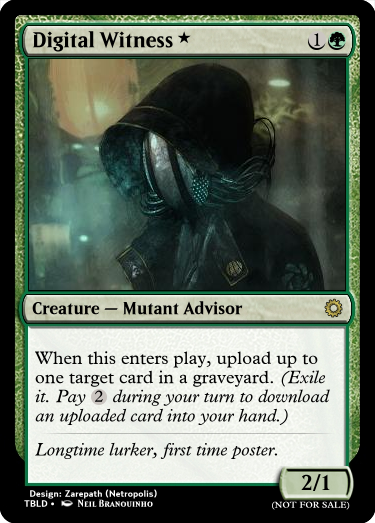 Digital Witness ★ 1
Creature — Mutant Advisor
When this enters play, upload up to
one target card in a graveyard. (Exile
it. Pay 2 during your turn to download
an uploaded card into your hand.)
Longtime lurker, first time poster.
2/1
Design: Zarepath (Netropolis)
TBLD • Neil Branquinho
(NOT FOR SALE)